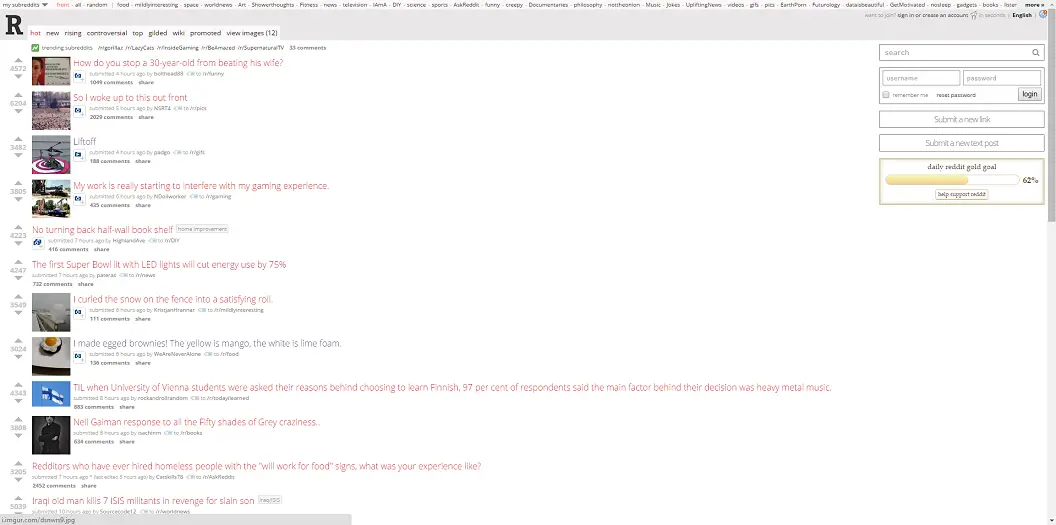 my subreddits front - all - random | food - mildlyinteresting - space - worldnews - Art - Showerthoughts - Fitness - news - television - IAmA - DIY - science - sports - AskReddit - funny - creepy - Documentaries - philosophy - nottheonion - Music - Jokes - UpliftingNews - videos - gifs - pics - EarthPorn - Futurology - dataisbeautiful - GetMotivated - nosleep - gadgets - books - listen more »
want to join? sign in or create an account in seconds | English |
R hot new rising controversial top gilded wiki promoted view images (12)
trending subreddits /r/gorillaz /r/LazyCats /r/InsideGaming /r/BeAmazed /r/SupernaturalTV 33 comments
4572 How do you stop a 30-year-old from beating his wife?
submitted 4 hours ago by bolthead88 to /r/funny
1049 comments share
6204 So I woke up to this out front
submitted 5 hours ago by NSRT4 to /r/pics
2029 comments share
3482 Liftoff
submitted 4 hours ago by padgo to /r/gifs
188 comments share
3805 My work is really starting to interfere with my gaming experience.
submitted 6 hours ago by NDoilworker to /r/gaming
435 comments share
4223 No turning back half-wall book shelf home improvement
submitted 7 hours ago by HighlandAve to /r/DIY
416 comments share
4247 The first Super Bowl lit with LED lights will cut energy use by 75%
submitted 7 hours ago by pateras to /r/news
732 comments share
3549 I curled the snow on the fence into a satisfying roll.
submitted 8 hours ago by KristjanHrannar to /r/mildlyinteresting
111 comments share
3024 I made egged brownies! The yellow is mango, the white is lime foam.
submitted 6 hours ago by WeAreNeverAlone to /r/food
136 comments share
4343 TIL when University of Vienna students were asked their reasons behind choosing to learn Finnish, 97 per cent of respondents said the main factor behind their decision was heavy metal music.
submitted 8 hours ago by rockandrollrandom to /r/todayilearned
883 comments share
3808 Neil Gaiman response to all the Fifty shades of Grey craziness..
submitted 8 hours ago by oachinm to /r/books
634 comments share
3205 Redditors who have ever hired homeless people with the "will work for food" signs, what was your experience like?
submitted 7 hours ago * (last edited 5 hours ago) by Catskills76 to /r/AskReddit
2452 comments share
5039 Iraqi old man kills 7 ISIS militants in revenge for slain son Iraq/ISIS
submitted 10 hours ago by Sourcecode12 to /r/worldnews
i.imgur.com/dsnwrs9.jpg
search
username password
remember me reset password login
Submit a new link
Submit a new text post
daily reddit gold goal
62%
help support reddit